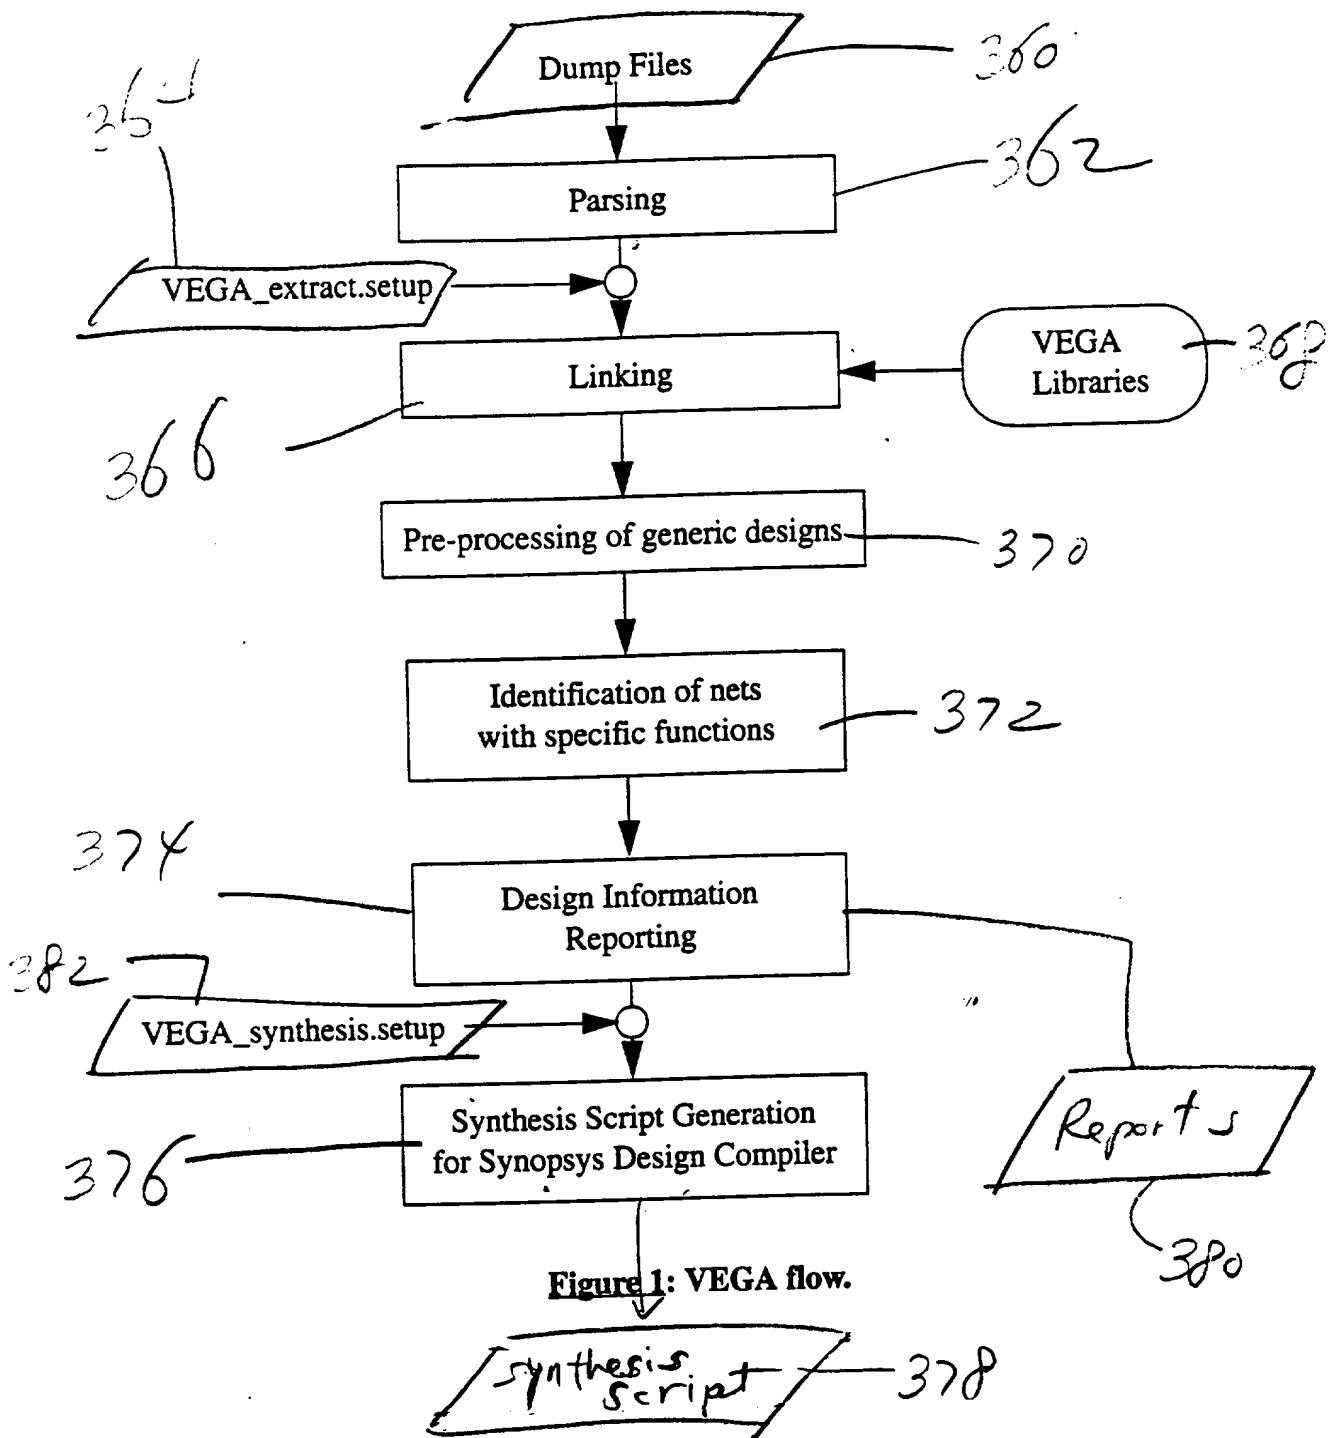 Dump Files
360
364
Parsing
362
VEGA_extract.setup
Linking
VEGA
Libraries
368
366
Pre-processing of generic designs
370
Identification of nets
with specific functions
372
374
Design Information
Reporting
382
VEGA_synthesis.setup
Synthesis Script Generation
for Synopsys Design Compiler
376
Reports
380
Figure 1: VEGA flow.
synthesis
script
378